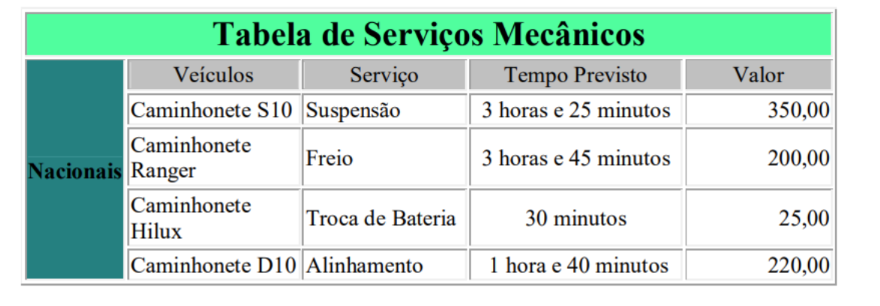 Tabela de Serviços Mecânicos
Veículos Serviço Tempo Previsto Valor
Nacionais
Caminhonete S10 Suspensão 3 horas e 25 minutos 350,00
Caminhonete
Ranger
Freio 3 horas e 45 minutos 200,00
Caminhonete
Hilux
Troca de Bateria 30 minutos 25,00
Caminhonete D10 Alinhamento 1 hora e 40 minutos 220,00